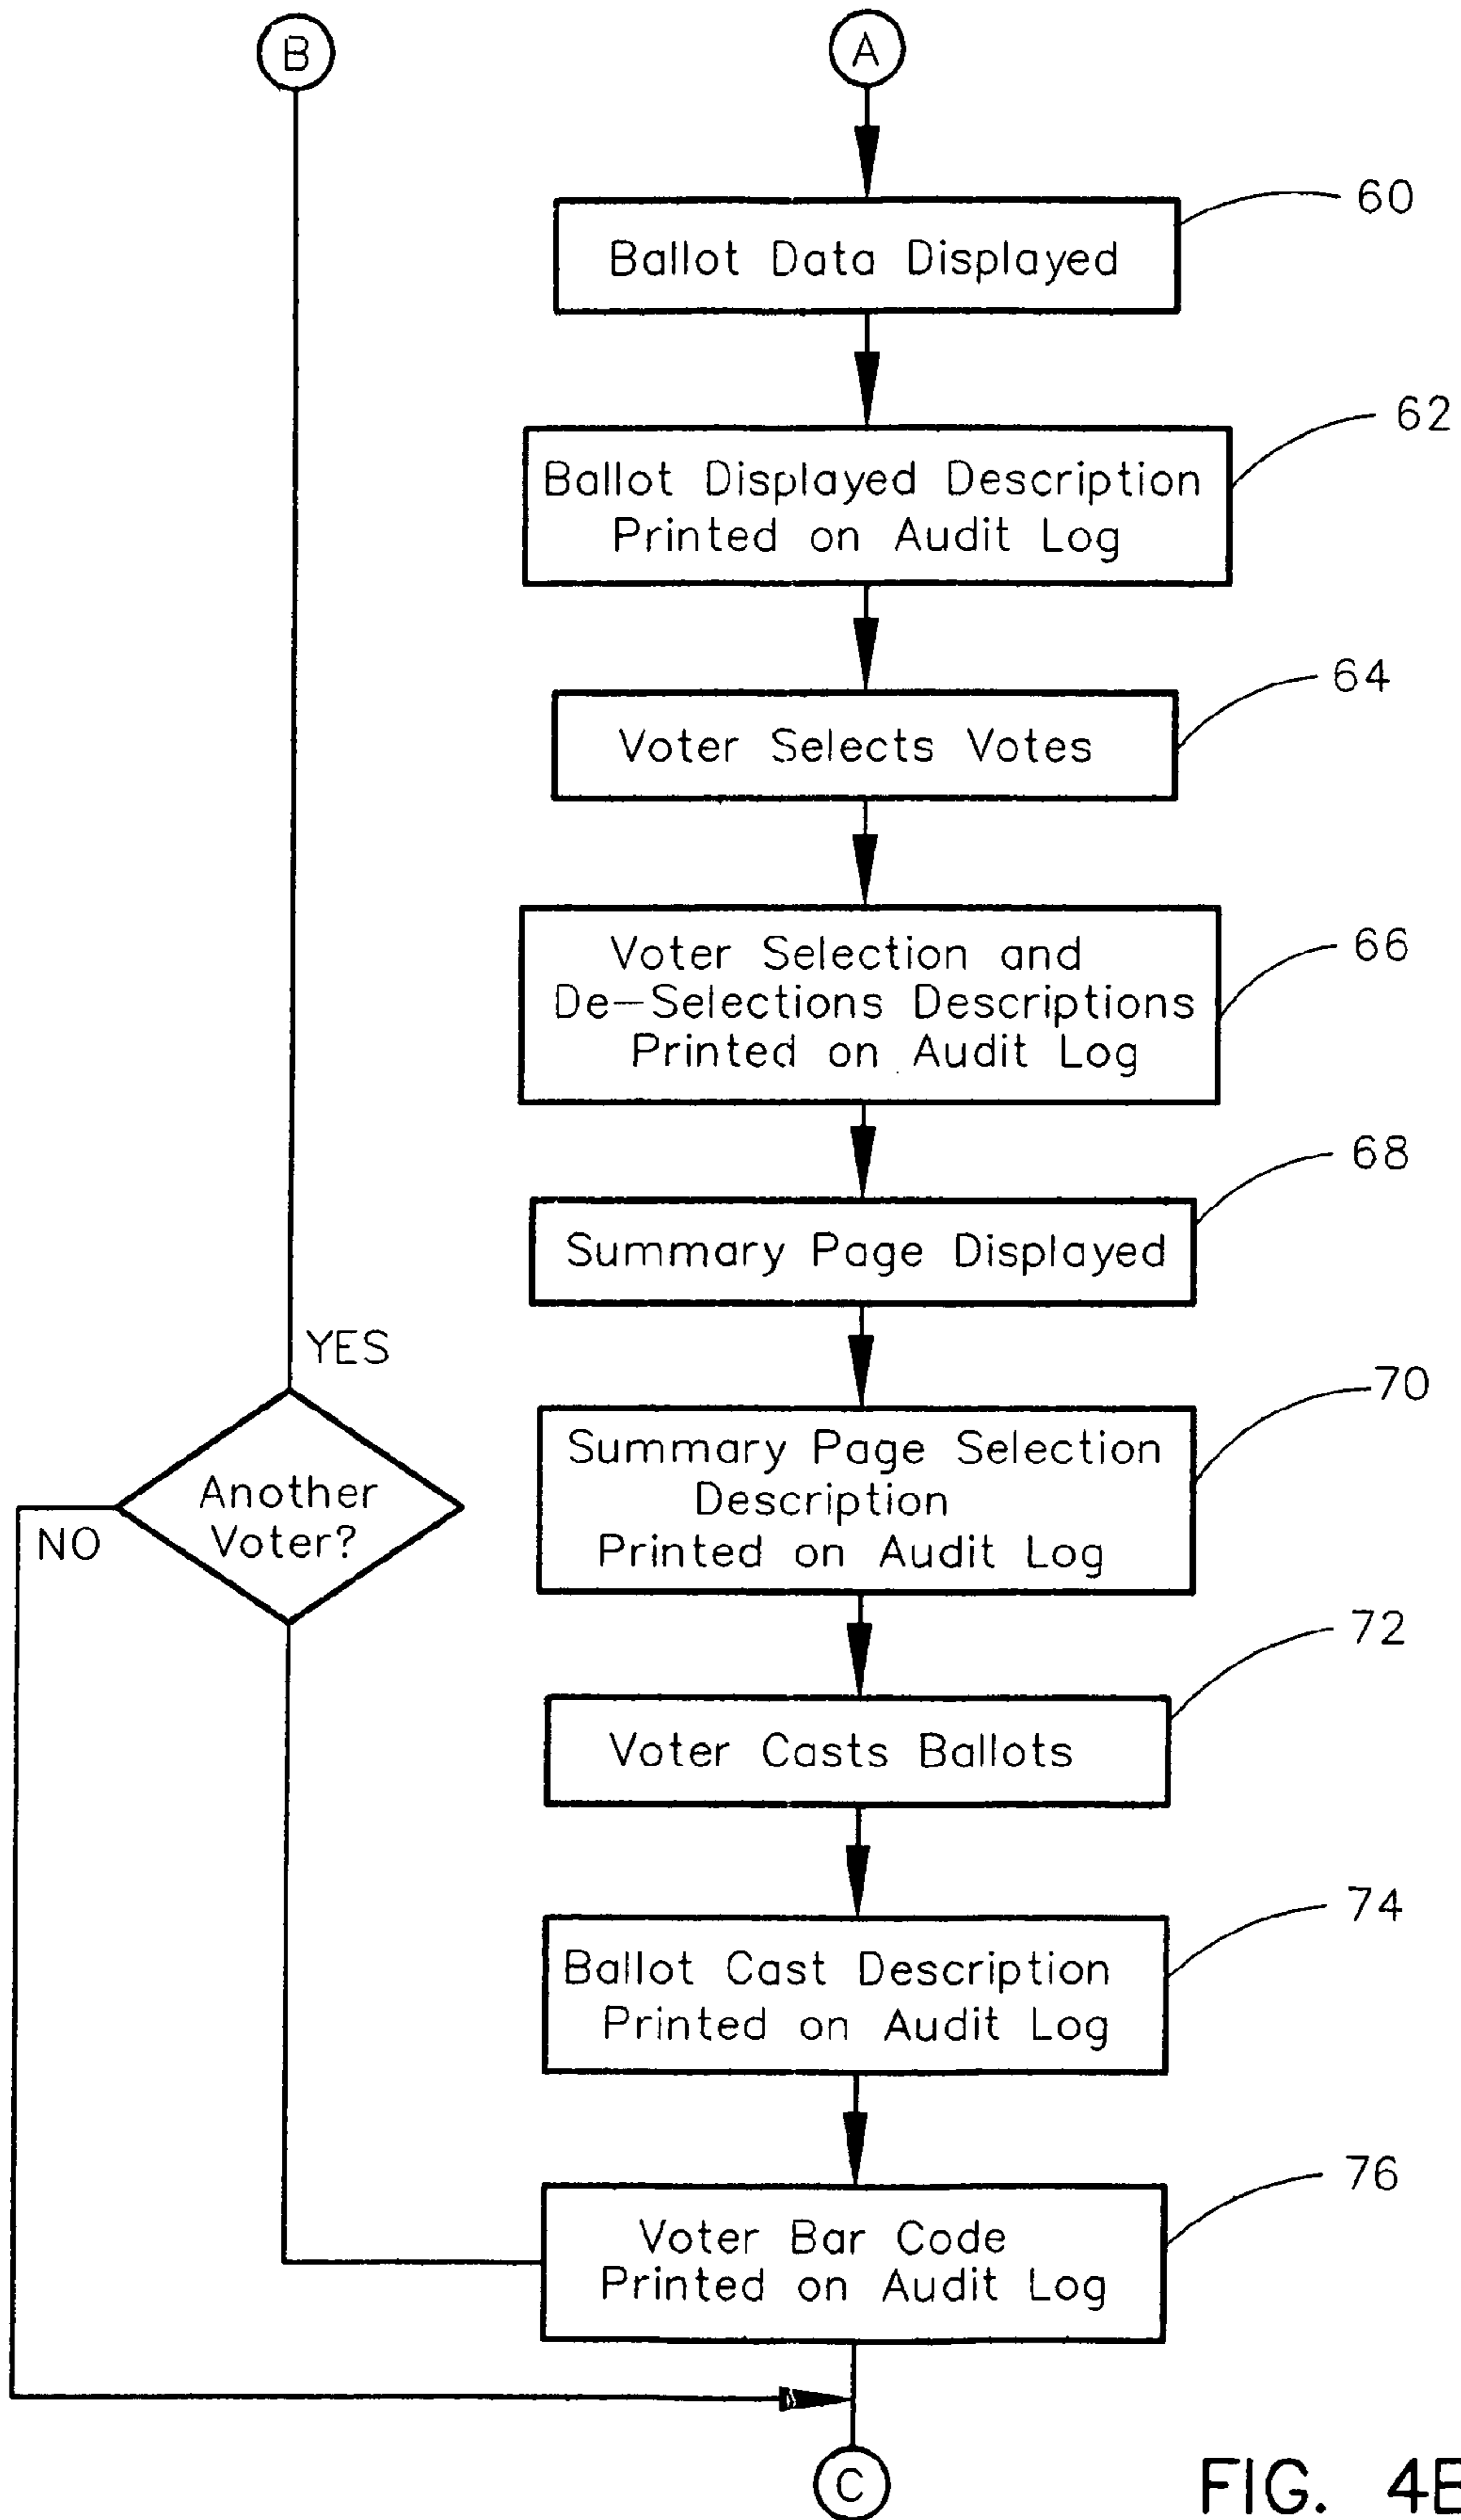 B
A
60
Ballot Data Displayed
62
Ballot Displayed Description
Printed on Audit Log
64
Voter Selects Votes
66
Voter Selection and
De-Selections Descriptions
Printed on Audit Log
68
Summary Page Displayed
YES
70
Summary Page Selection
Description
Printed on Audit Log
Another
Voter?
NO
72
Voter Casts Ballots
74
Ballot Cast Description
Printed on Audit Log
76
Voter Bar Code
Printed on Audit Log
C
FIG. 4B